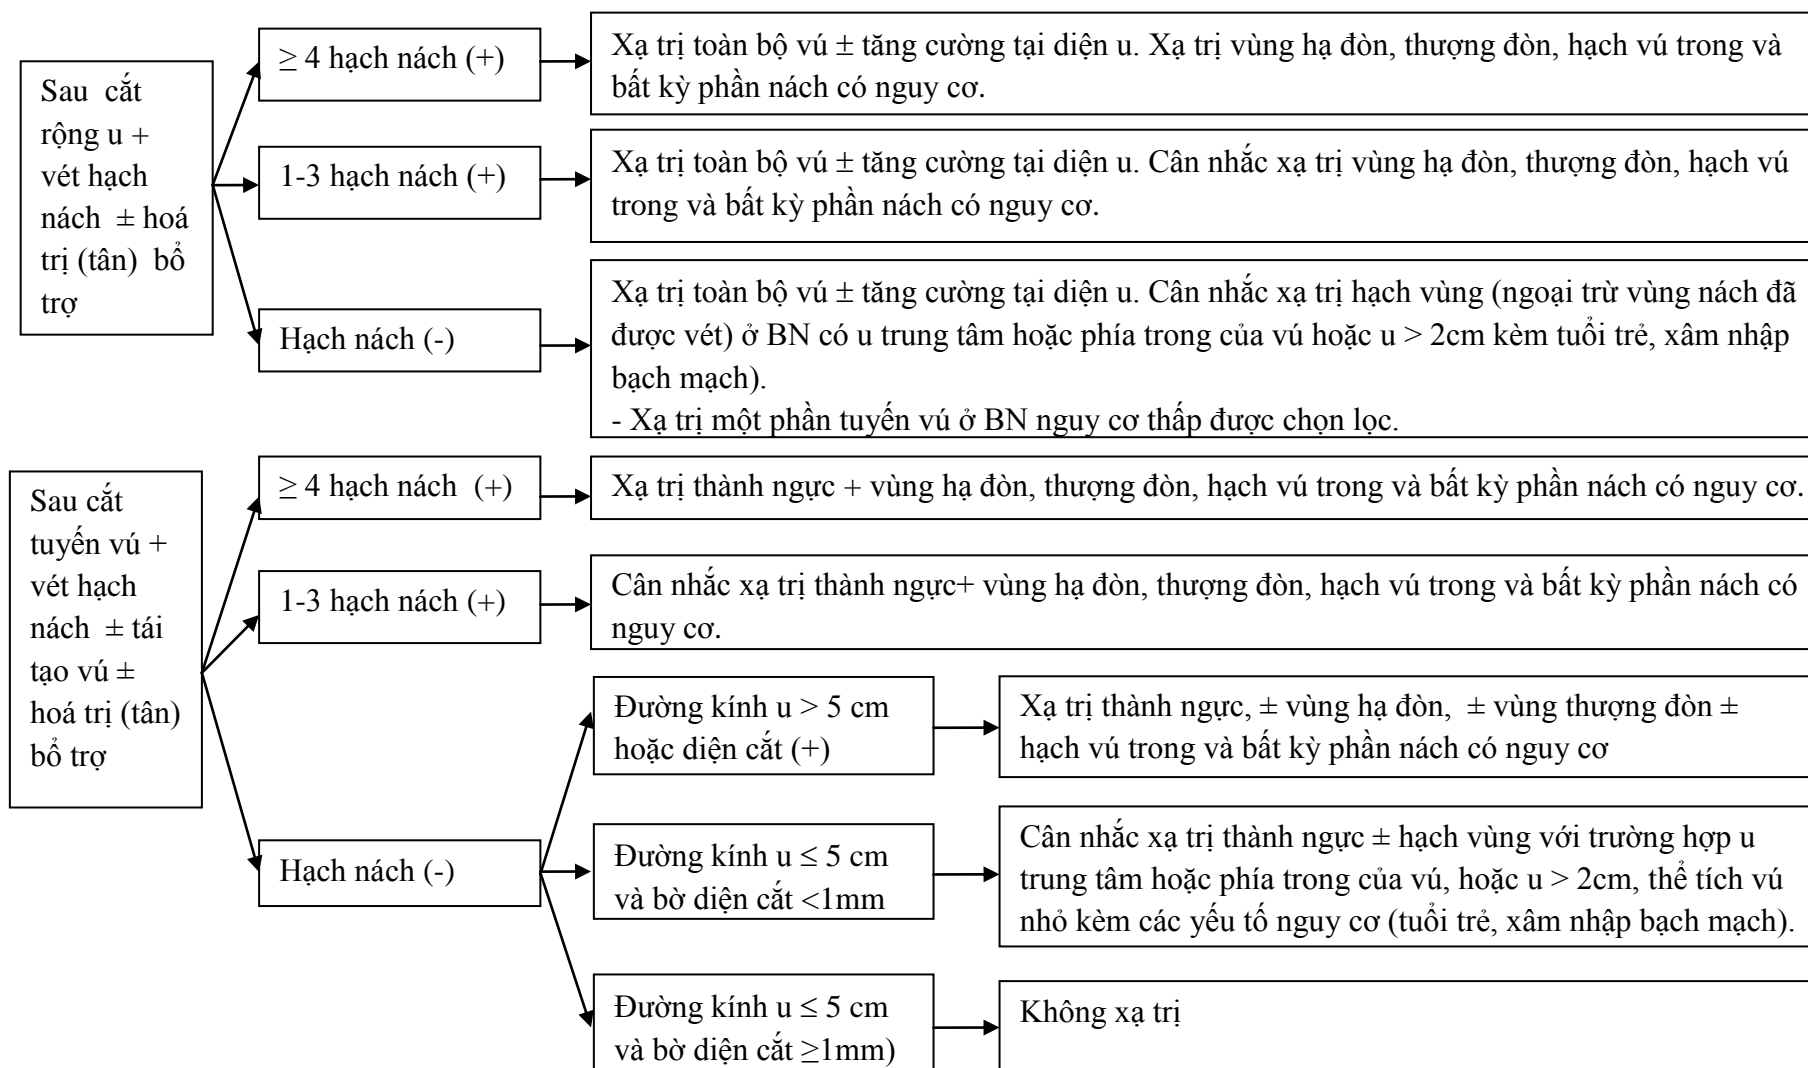 Sau cắt
rộng u +
vét hạch
nách ± hoá
trị (tân) bổ
trợ
≥ 4 hạch nách (+)
Xạ trị toàn bộ vú ± tăng cường tại diện u. Xạ trị vùng hạ đòn, thượng đòn, hạch vú trong và
bất kỳ phần nách có nguy cơ.
1-3 hạch nách (+)
Xạ trị toàn bộ vú ± tăng cường tại diện u. Cân nhắc xạ trị vùng hạ đòn, thượng đòn, hạch vú
trong và bất kỳ phần nách có nguy cơ.
Hạch nách (-)
Xạ trị toàn bộ vú ± tăng cường tại diện u. Cân nhắc xạ trị hạch vùng (ngoại trừ vùng nách đã
được vét) ở BN có u trung tâm hoặc phía trong của vú hoặc u > 2cm kèm tuổi trẻ, xâm nhập
bạch mạch).
- Xạ trị một phần tuyến vú ở BN nguy cơ thấp được chọn lọc.
Sau cắt
tuyến vú +
vét hạch
nách ± tái
tạo vú ±
hoá trị (tân)
bổ trợ
≥ 4 hạch nách (+)
Xạ trị thành ngực + vùng hạ đòn, thượng đòn, hạch vú trong và bất kỳ phần nách có nguy cơ.
1-3 hạch nách (+)
Cân nhắc xạ trị thành ngực+ vùng hạ đòn, thượng đòn, hạch vú trong và bất kỳ phần nách có
nguy cơ.
Hạch nách (-)
Đường kính u > 5 cm
hoặc diện cắt (+)
Xạ trị thành ngực, ± vùng hạ đòn, ± vùng thượng đòn ±
hạch vú trong và bất kỳ phần nách có nguy cơ
Đường kính u ≤ 5 cm
và bờ diện cắt <1mm
Cân nhắc xạ trị thành ngực ± hạch vùng với trường hợp u
trung tâm hoặc phía trong của vú, hoặc u > 2cm, thể tích vú
nhỏ kèm các yếu tố nguy cơ (tuổi trẻ, xâm nhập bạch mạch).
Đường kính u ≤ 5 cm
và bờ diện cắt ≥1mm)
Không xạ trị